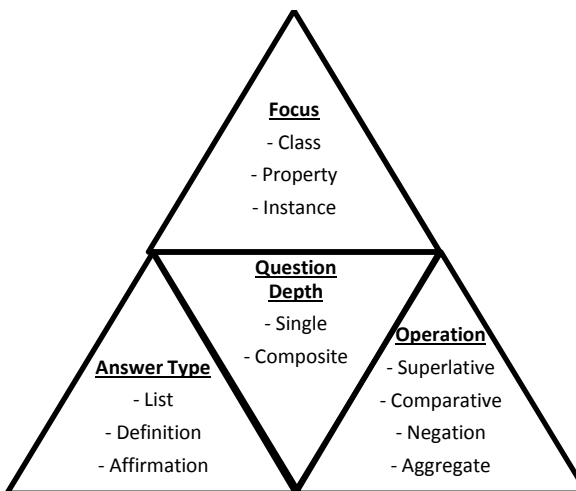 Focus
- Class
- Property
- Instance
Question
Depth
- Single
- Composite
Answer Type
- List
- Definition
- Affirmation
Operation
- Superlative
- Comparative
- Negation
- Aggregate